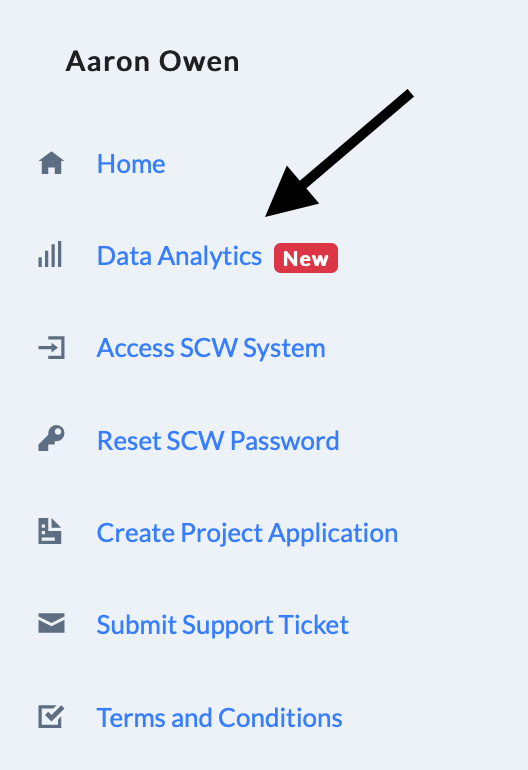 Aaron Owen
Home
Data Analytics New
Access SCW System
Reset SCW Password
Create Project Application
Submit Support Ticket
Terms and Conditions